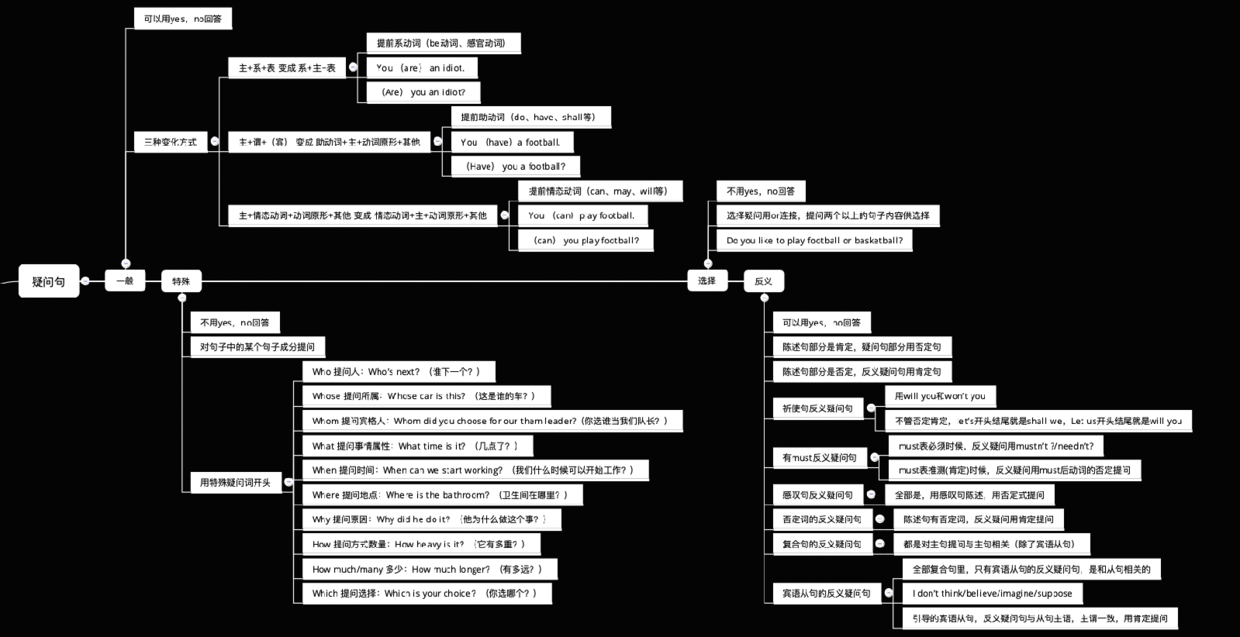 疑问句
一般
可以用yes，no回答
三种变化方式
主+系+表 变成 系+主-表
提前系动词（be动词、感官动词）
You （are） an idiot.
（Are） you an idiot?
主+谓+（宾） 变成 助动词+主+动词原形+其他
提前助动词（do、have、shall等）
You （have）a football.
（Have） you a football?
主+情态动词+动词原形+其他 变成 情态动词+主+动词原形+其他
提前情态动词（can、may、will等）
You （can）play football.
（can） you play football?
特殊
不用yes，no回答
对句子中的某个句子成分提问
用特殊疑问词开头
Who 提问人：Who's next? （谁下一个？）
Whose 提问所属：Whose car is this? （这是谁的车？）
Whom 提问宾格人：Whom did you choose for our them leader?（你选谁当我们队长？）
What 提问事情属性：What time is it? （几点了？）
When 提问时间：When can we start working? （我们什么时候可以开始工作？）
Where 提问地点：Where is the bathroom? （卫生间在哪里？）
Why 提问原因：Why did he do it? （他为什么做这个事？）
How 提问方式数量：How heavy is it? （它有多重？）
How much/many 多少：How much longer? （有多远？）
Which 提问选择：Which is your choice? （你选哪个？）
选择
不用yes，no回答
选择疑问用or连接，提问两个以上的句子内容供选择
Do you like to play football or basketball?
反义
可以用yes，no回答
陈述句部分是肯定，疑问句部分用否定句
陈述句部分是否定，反义疑问句用肯定句
祈使句反义疑问句
用will you和won't you
不管否定肯定，let's开头结尾就是shall we，Let us开头结尾就是will you
有must反义疑问句
must表必须时候、反义疑问用mustn't ?/needn't?
must表推测(肯定)时候，反义疑问用must后动词的否定提问
感叹句反义疑问句
全部是，用感叹句陈述，用否定式提问
否定词的反义疑问句
陈述句有否定词，反义疑问用肯定提问
复合句的反义疑问句
都是对主句提问与主句相关（除了宾语从句）
宾语从句的反义疑问句
全部复合句里，只有宾语从句的反义疑问句，是和从句相关的
I don't think/believe/imagine/suppose
引导的宾语从句，反义疑问句与从句主语，主谓一致，用肯定提问